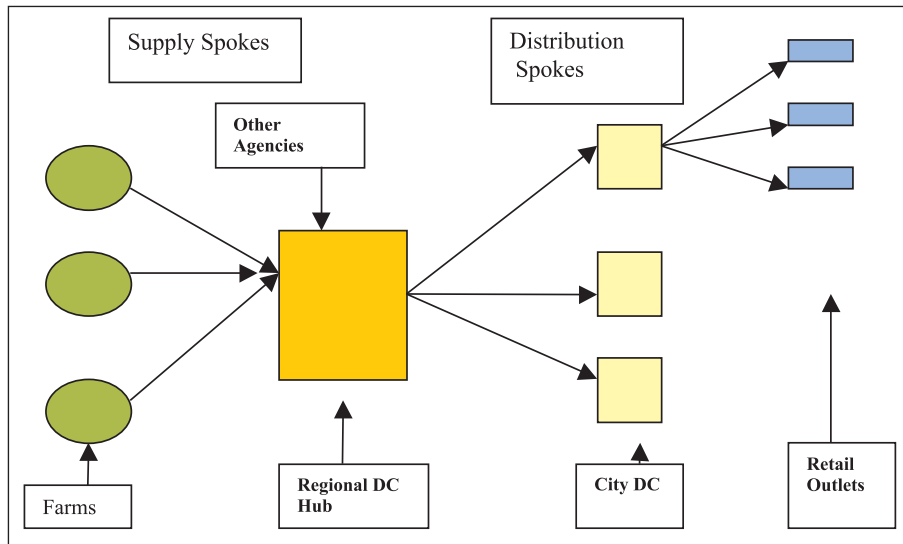 Supply Spokes
Distribution
Spokes
Other
Agencies
Farms
Regional DC
Hub
City DC
Retail
Outlets